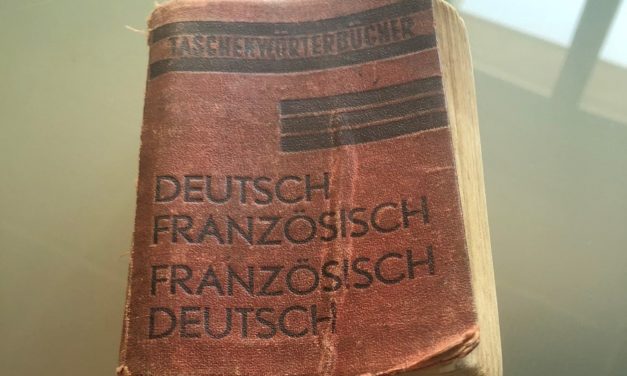 TASCHENWÖRTERBÜCHER
DEUTSCH
FRANZÖSISCH
FRANZÖSISCH
DEUTSCH